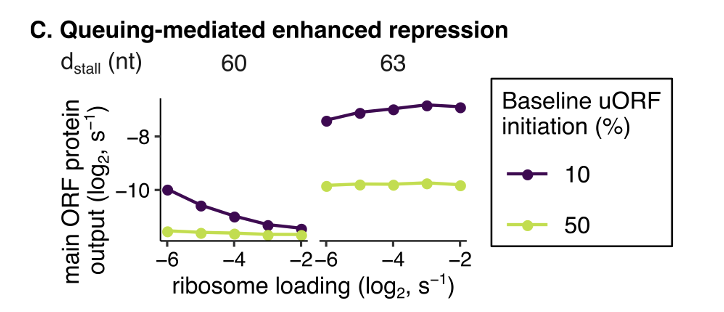 C. Queuing-mediated enhanced repression
dstall (nt) 60 63
main ORF protein
output (log2, s−1)
−8
−10
−6 −4 −2 −6 −4 −2
ribosome loading (log2, s−1)
Baseline uORF
initiation (%)
10
50